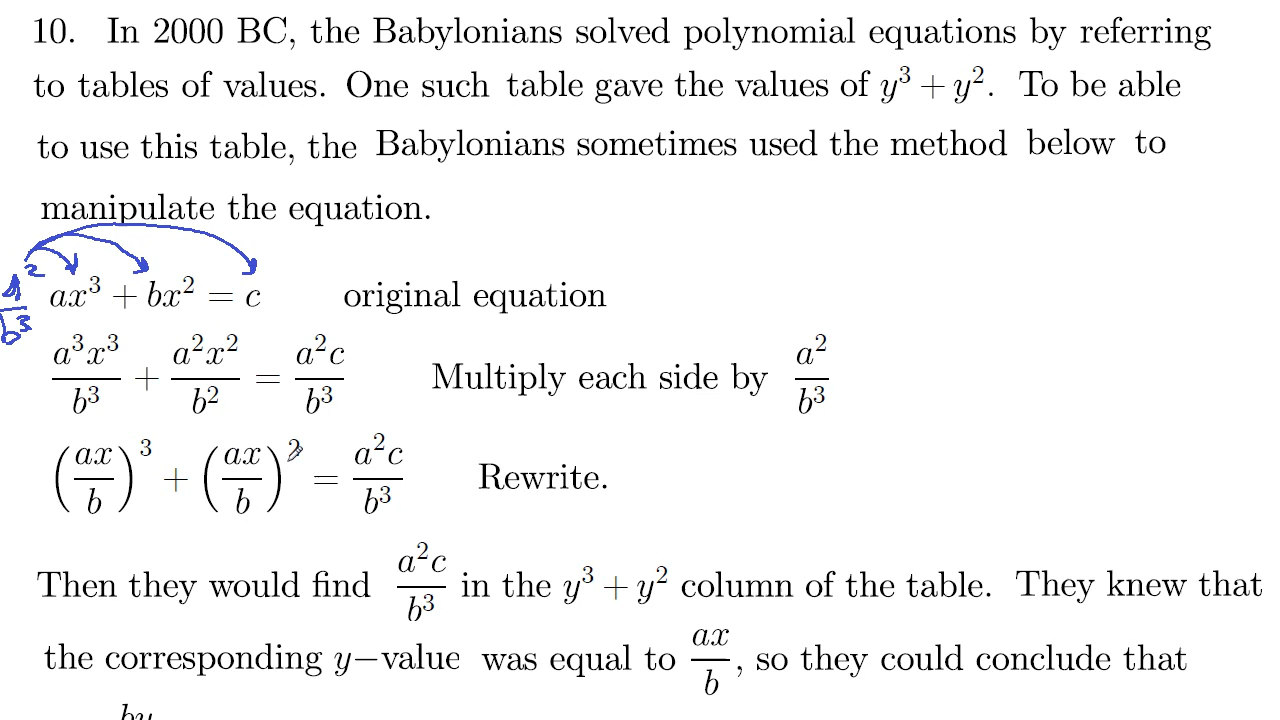 10. In 2000 BC, the Babylonians solved polynomial equations by referring
to tables of values. One such table gave the values of y³ + y². To be able
to use this table, the Babylonians sometimes used the method below to
manipulate the equation.
ax³ + bx² = c original equation
a³x³/b³ + a²x²/b² = a²c/b³ Multiply each side by a²/b³
(ax/b)³ + (ax/b)² = a²c/b³ Rewrite.
Then they would find a²c/b³ in the y³ + y² column of the table. They knew that
the corresponding y−value was equal to ax/b, so they could conclude that
by